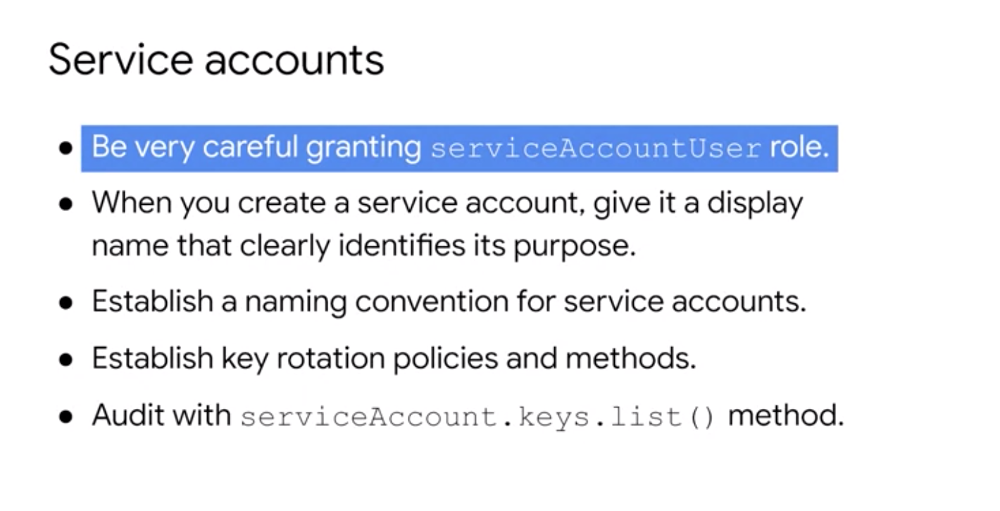 Service accounts
● Be very careful granting serviceAccountUser role.
● When you create a service account, give it a display
name that clearly identifies its purpose.
● Establish a naming convention for service accounts.
● Establish key rotation policies and methods.
● Audit with serviceAccount.keys.list() method.